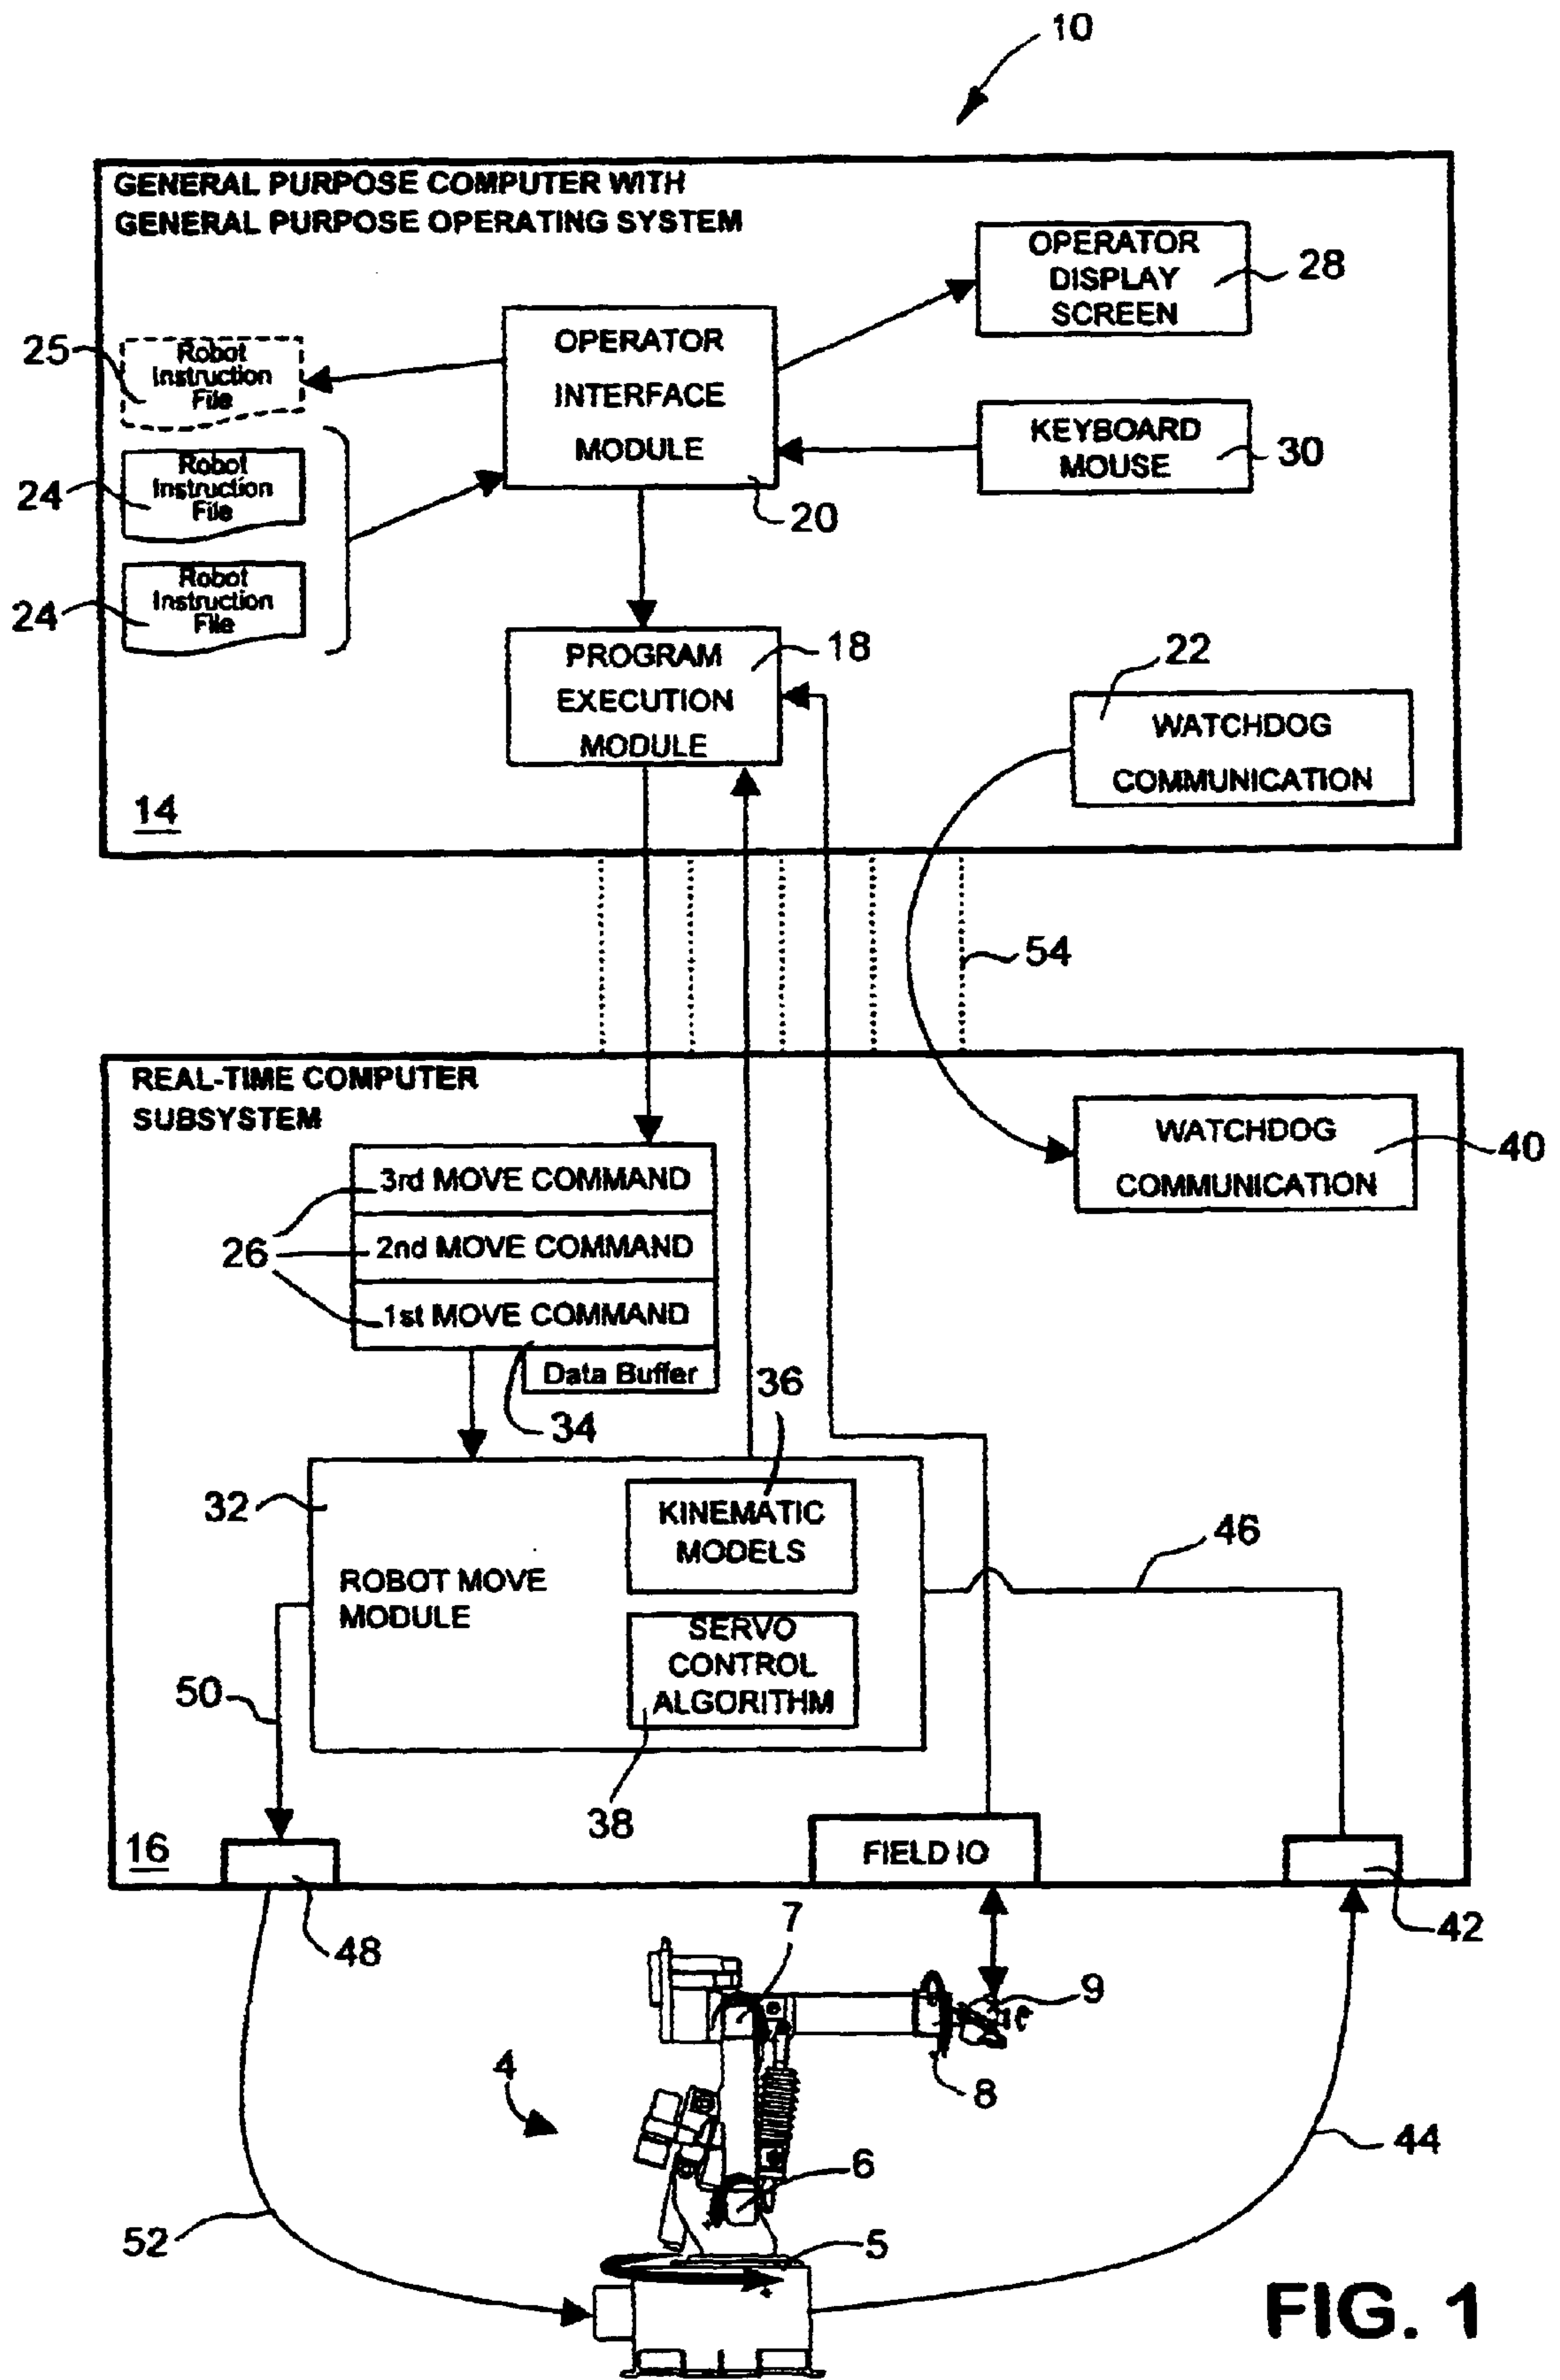 10
GENERAL PURPOSE COMPUTER WITH
GENERAL PURPOSE OPERATING SYSTEM
OPERATOR
DISPLAY
SCREEN
28
25
Robot
Instruction
File
OPERATOR
INTERFACE
MODULE
20
KEYBOARD
MOUSE
30
24
Robot
Instruction
File
24
Robot
Instruction
File
PROGRAM
EXECUTION
MODULE
18
22
WATCHDOG
COMMUNICATION
14
54
REAL-TIME COMPUTER
SUBSYSTEM
WATCHDOG
COMMUNICATION
40
3rd MOVE COMMAND
2nd MOVE COMMAND
1st MOVE COMMAND
26
Data Buffer
34
36
32
KINEMATIC
MODELS
46
ROBOT MOVE
MODULE
SERVO
CONTROL
ALGORITHM
50
38
16
FIELD IO
48
42
7
9
4
8
6
44
52
5
FIG. 1